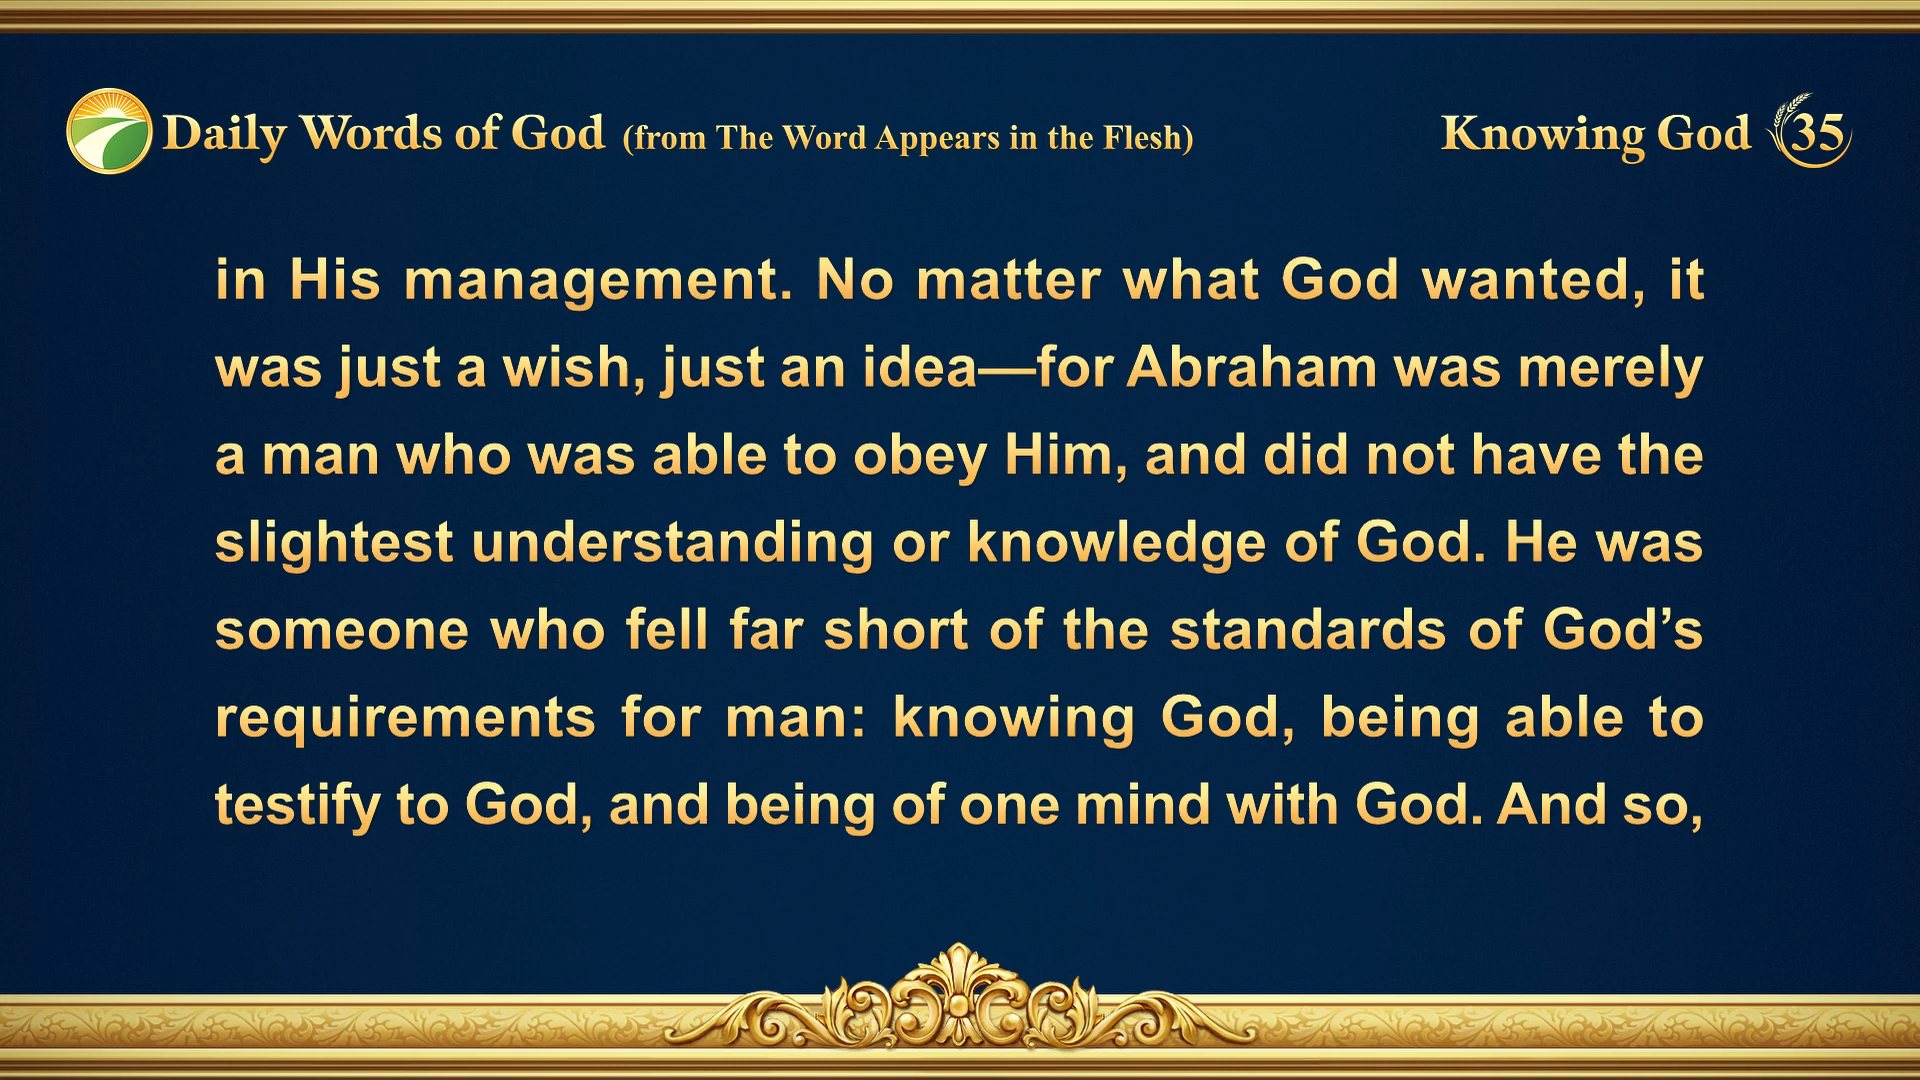 Daily Words of God (from The Word Appears in the Flesh)
Knowing God 35
in His management. No matter what God wanted, it
was just a wish, just an idea—for Abraham was merely
a man who was able to obey Him, and did not have the
slightest understanding or knowledge of God. He was
someone who fell far short of the standards of God’s
requirements for man: knowing God, being able to
testify to God, and being of one mind with God. And so,